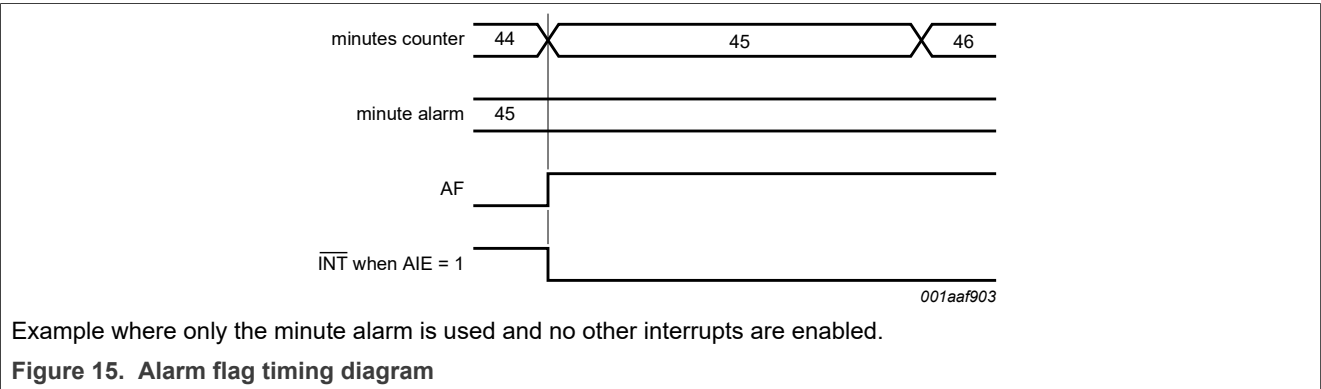 minutes counter 44 45 46
minute alarm 45
AF
INT when AIE = 1
001aaf903
Example where only the minute alarm is used and no other interrupts are enabled.
Figure 15. Alarm flag timing diagram